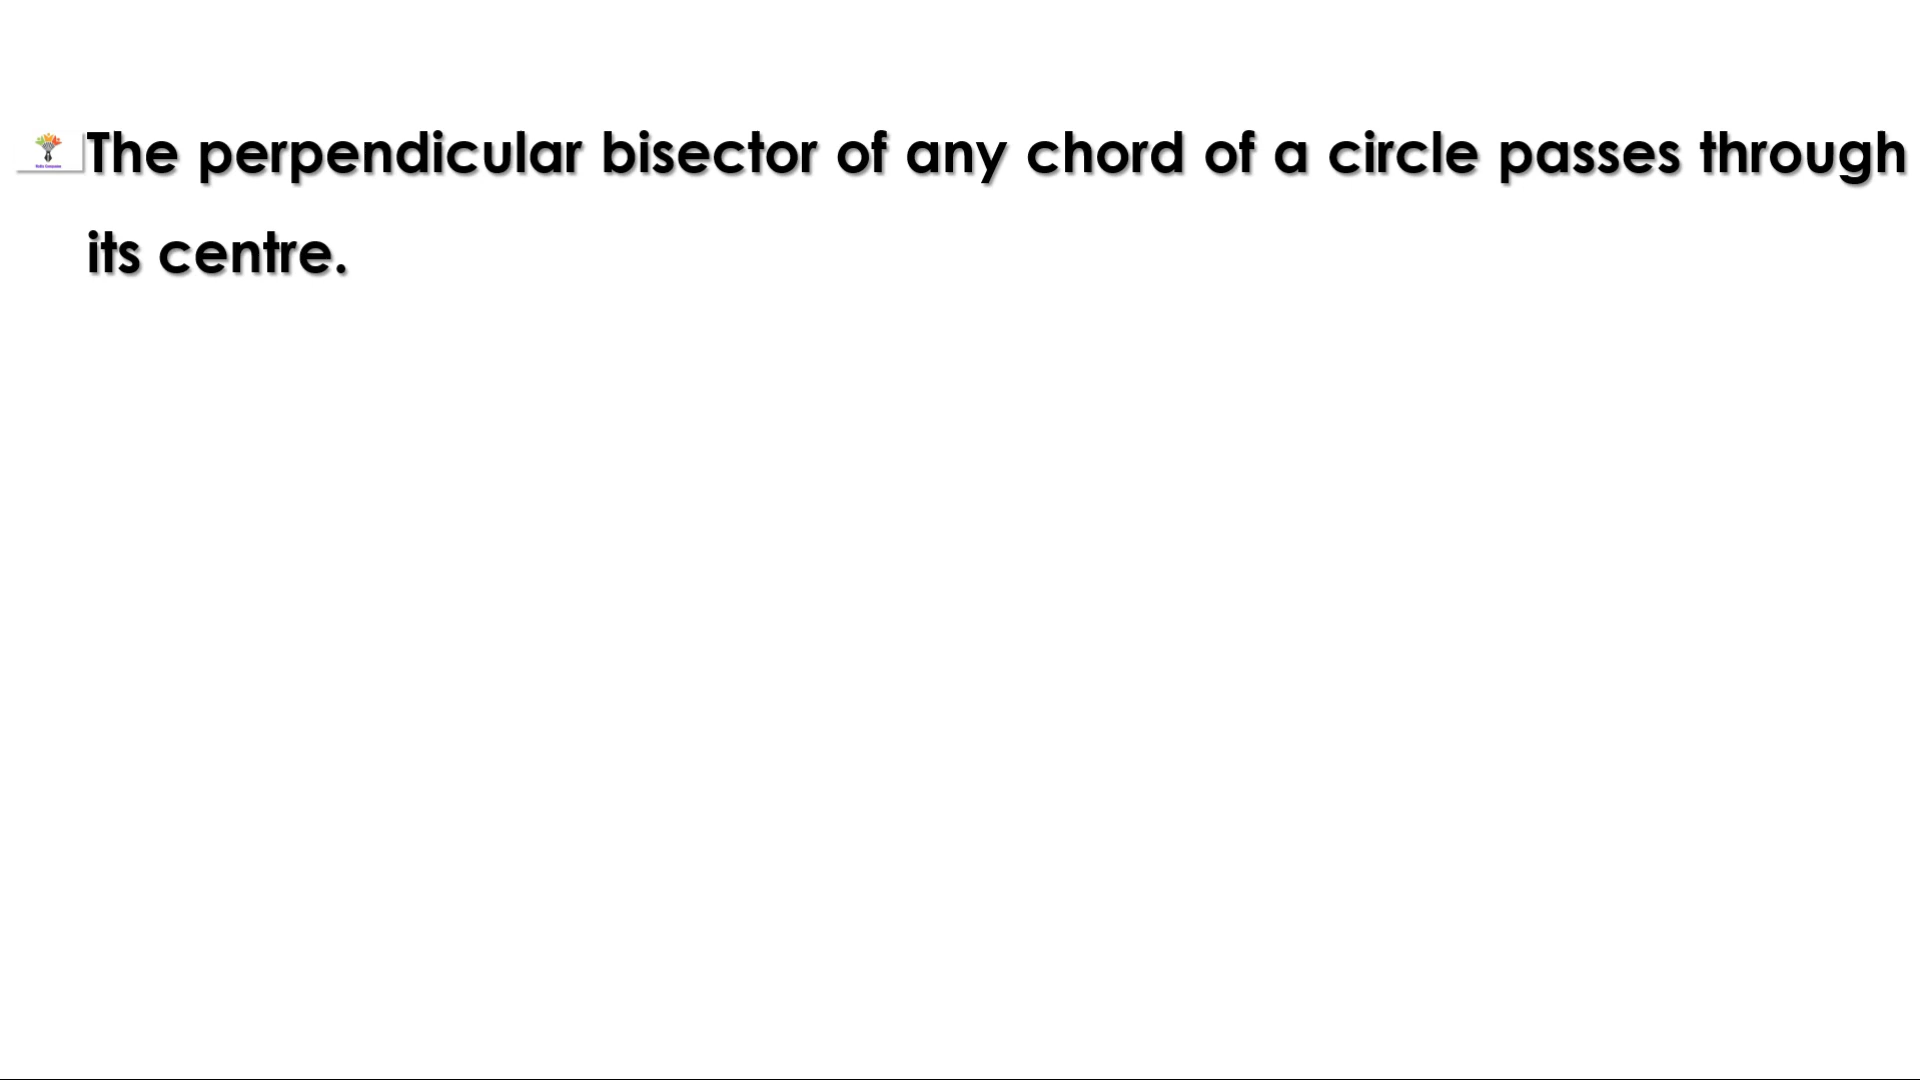 The perpendicular bisector of any chord of a circle passes through
its centre.